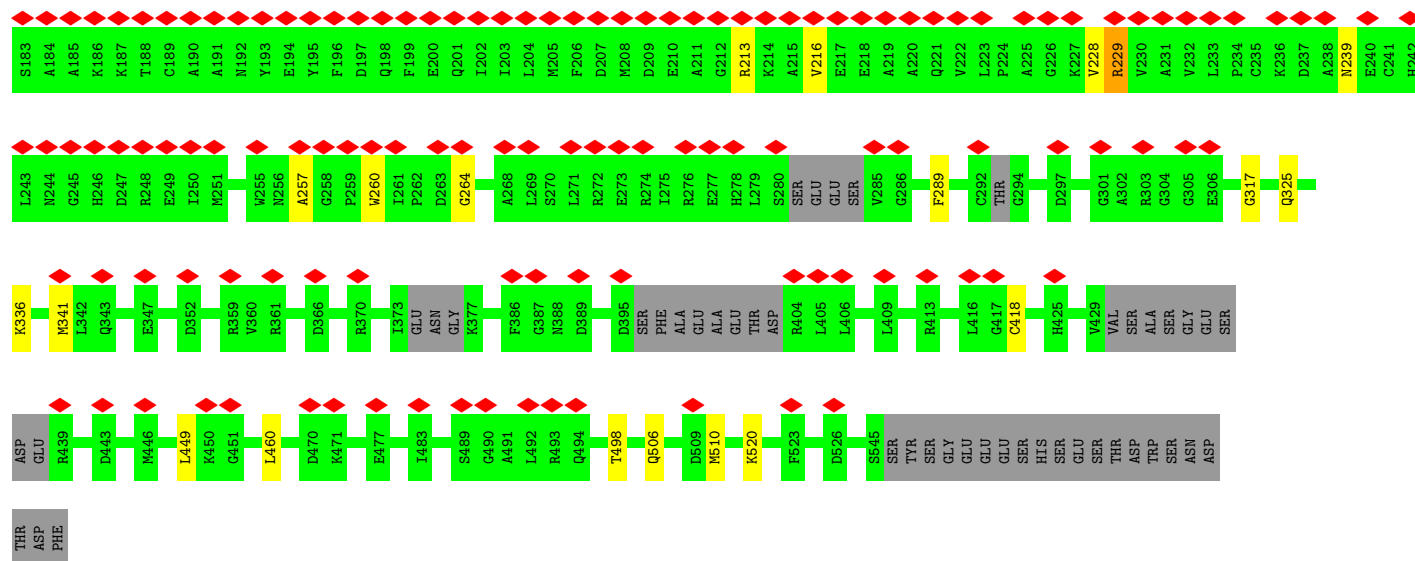 S183 A184 A185 K186 K187 T188 C189 A190 A191 N192 Y193 E194 Y195 F196 D197 Q198 F199 E200 Q201 I202 I203 L204 M205 F206 D207 M208 D209 E210 A211 G212 R213 K214 A215 V216 E217 E218 A219 A220 Q221 V222 L223 P224 A225 G226 K227 V228 R229 V230 A231 V232 L233 P234 C235 K236 D237 A238 N239 E240 C241 H242
L243 N244 G245 H246 D247 R248 E249 I250 M251 W255 N256 A257 G258 P259 W260 I261 P262 D263 G264 A268 L269 S270 L271 R272 E273 R274 I275 R276 E277 H278 L279 S280 SER GLU GLU SER V285 G286 F289 C292 THR G294 D297 G301 A302 R303 G304 G305 E306 G317 Q325
K336 M341 L342 Q343 E347 D352 R359 V360 R361 D366 R370 I373 GLU ASN GLY K377 F386 G387 N388 D389 D395 SER PHE ALA GLU ALA GLU THR ASP R404 L405 L406 L409 R413 L416 G417 C418 H425 V429 VAL SER ALA SER GLY GLU SER
ASP GLU R439 D443 M446 L449 K450 G451 L460 D470 K471 E477 I483 S489 G490 A491 L492 R493 Q494 T498 Q506 D509 M510 K520 F523 D526 S545 SER TYR SER GLY GLU GLU GLU SER HIS SER GLU SER THR ASP TRP SER ASN ASP
THR ASP PHE